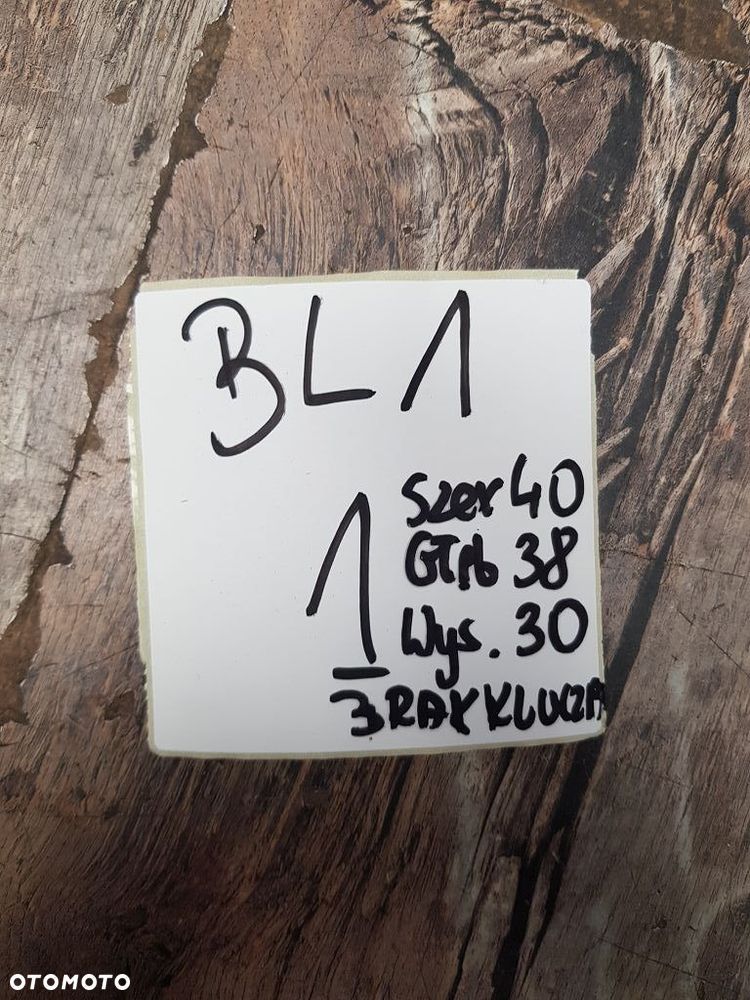 BL1
1
Szer 40
Głęb 38
Wys. 30
BRAK KLUCZA
OTOMOTO